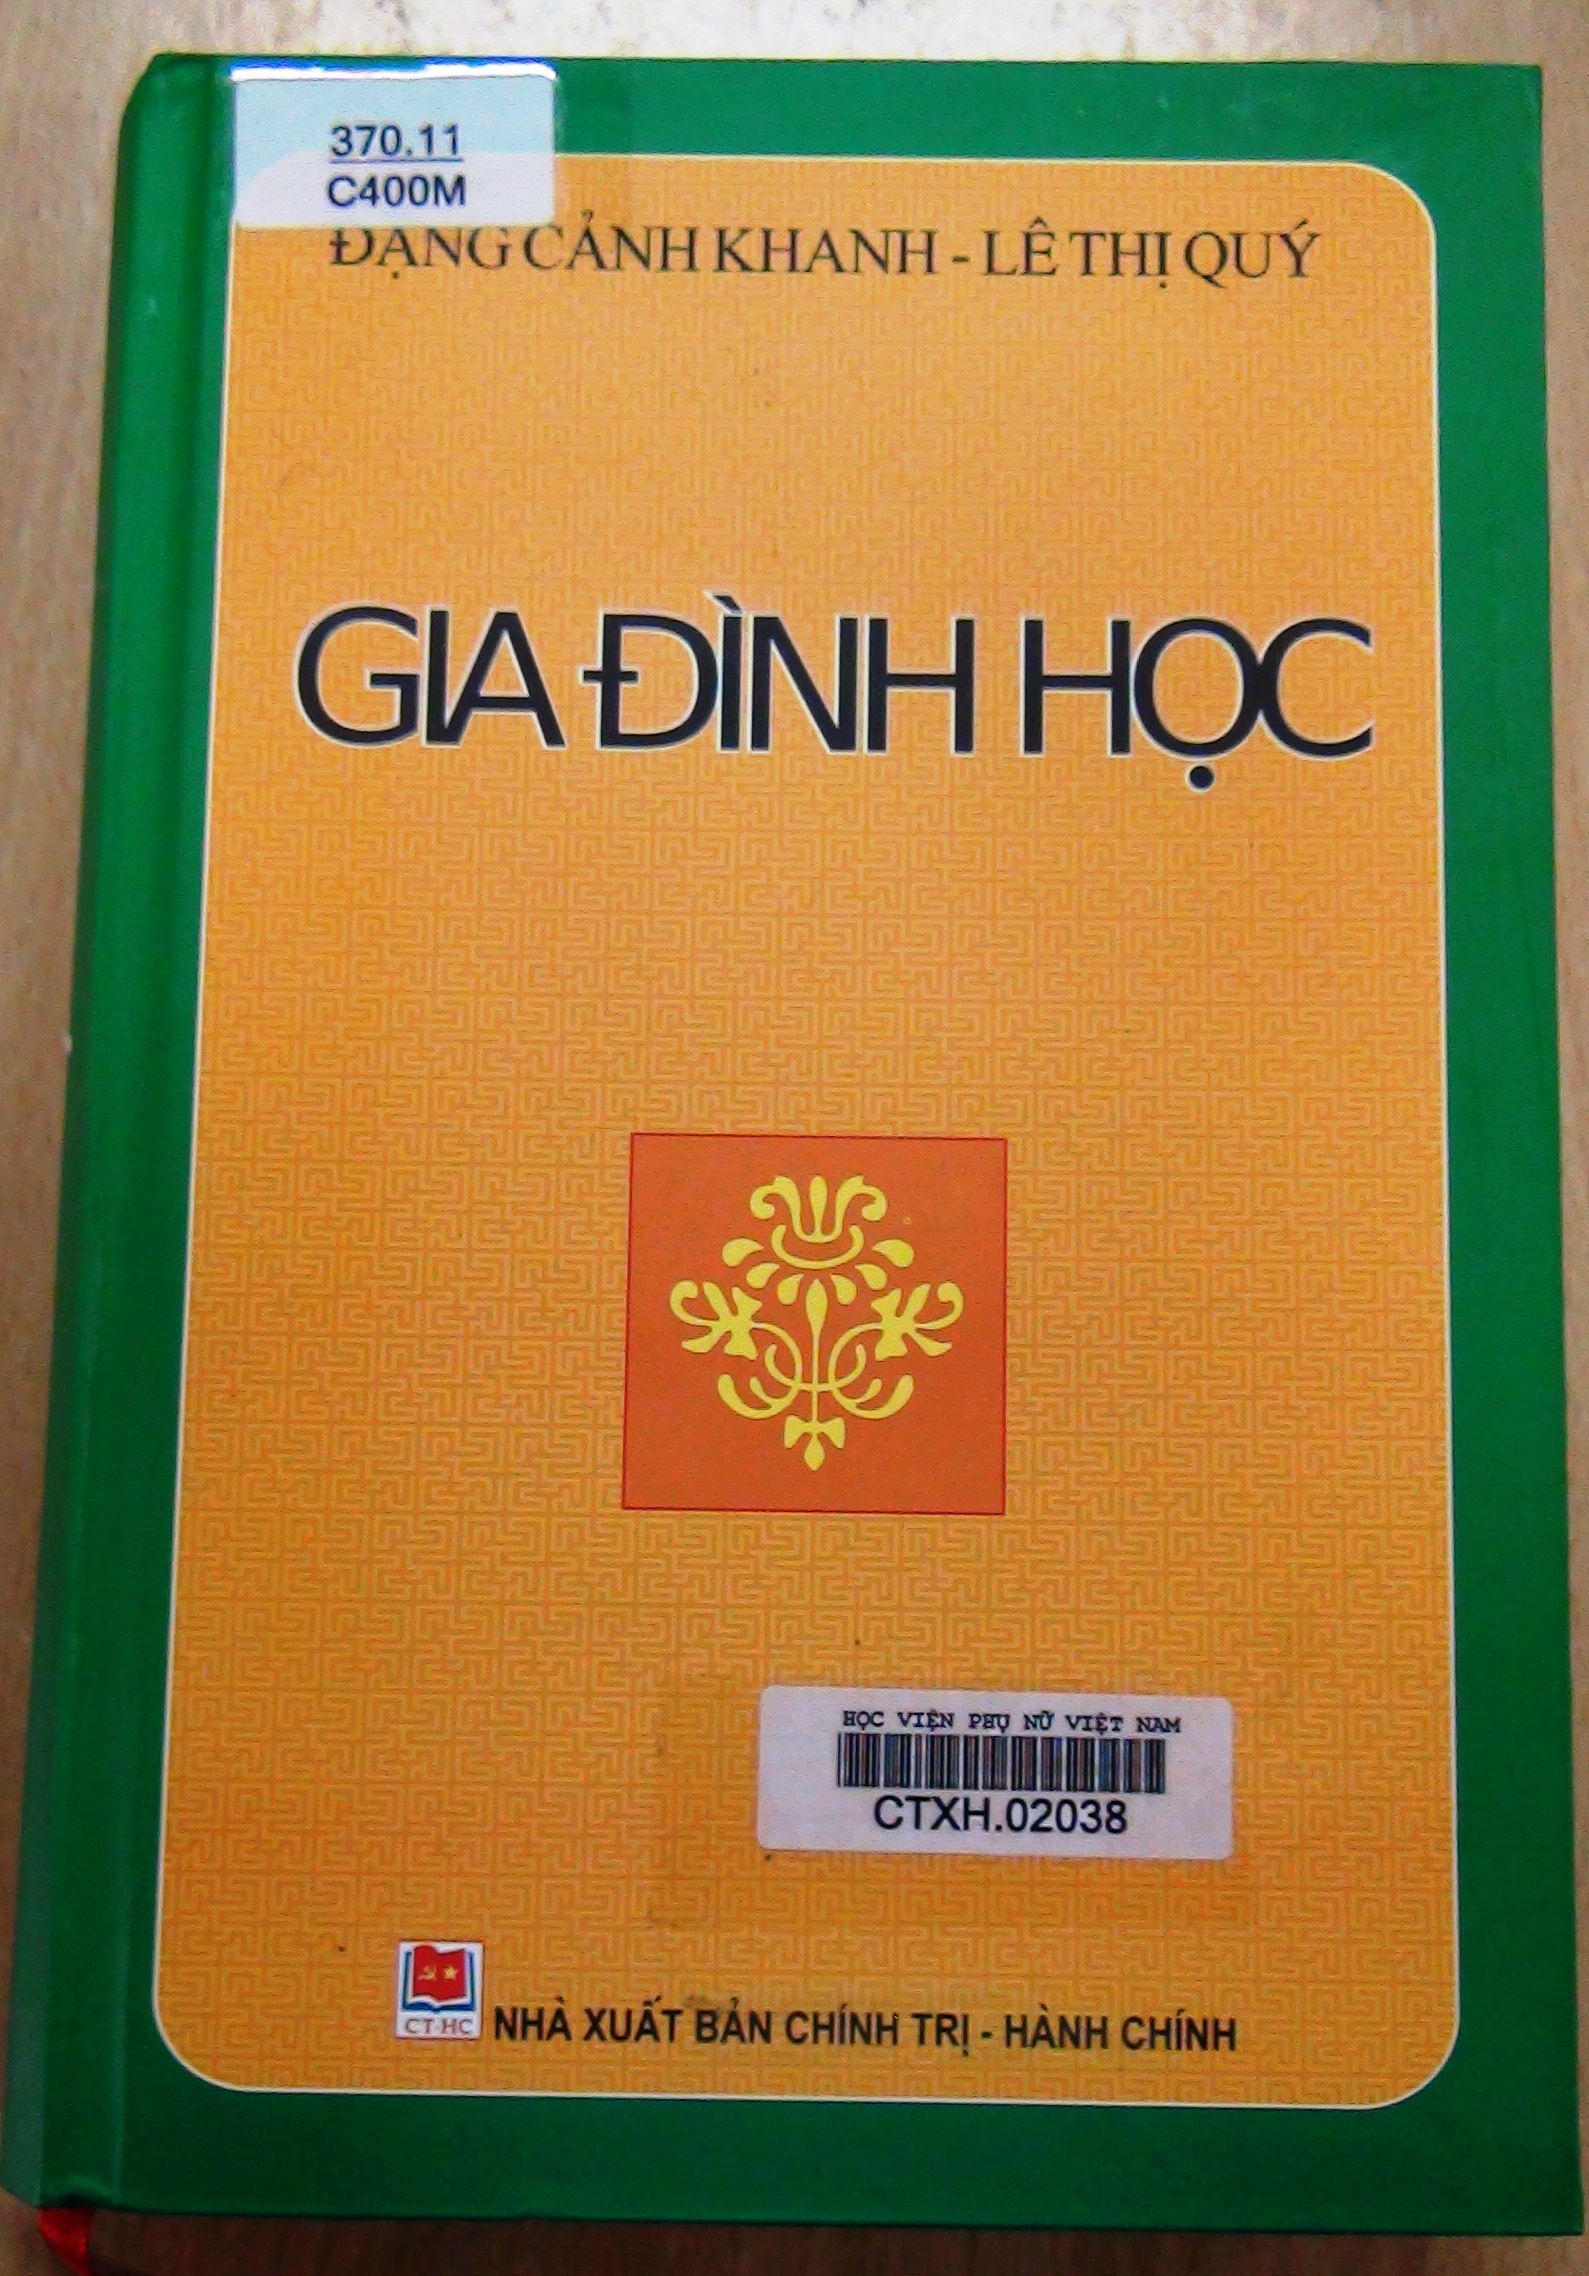 370.11
C400M
ĐẶNG CẢNH KHANH - LÊ THỊ QUÝ
GIA ĐÌNH HỌC
HỌC VIỆN PHỤ NỮ VIỆT NAM
CTXH.02038
CT-HC
NHÀ XUẤT BẢN CHÍNH TRỊ - HÀNH CHÍNH